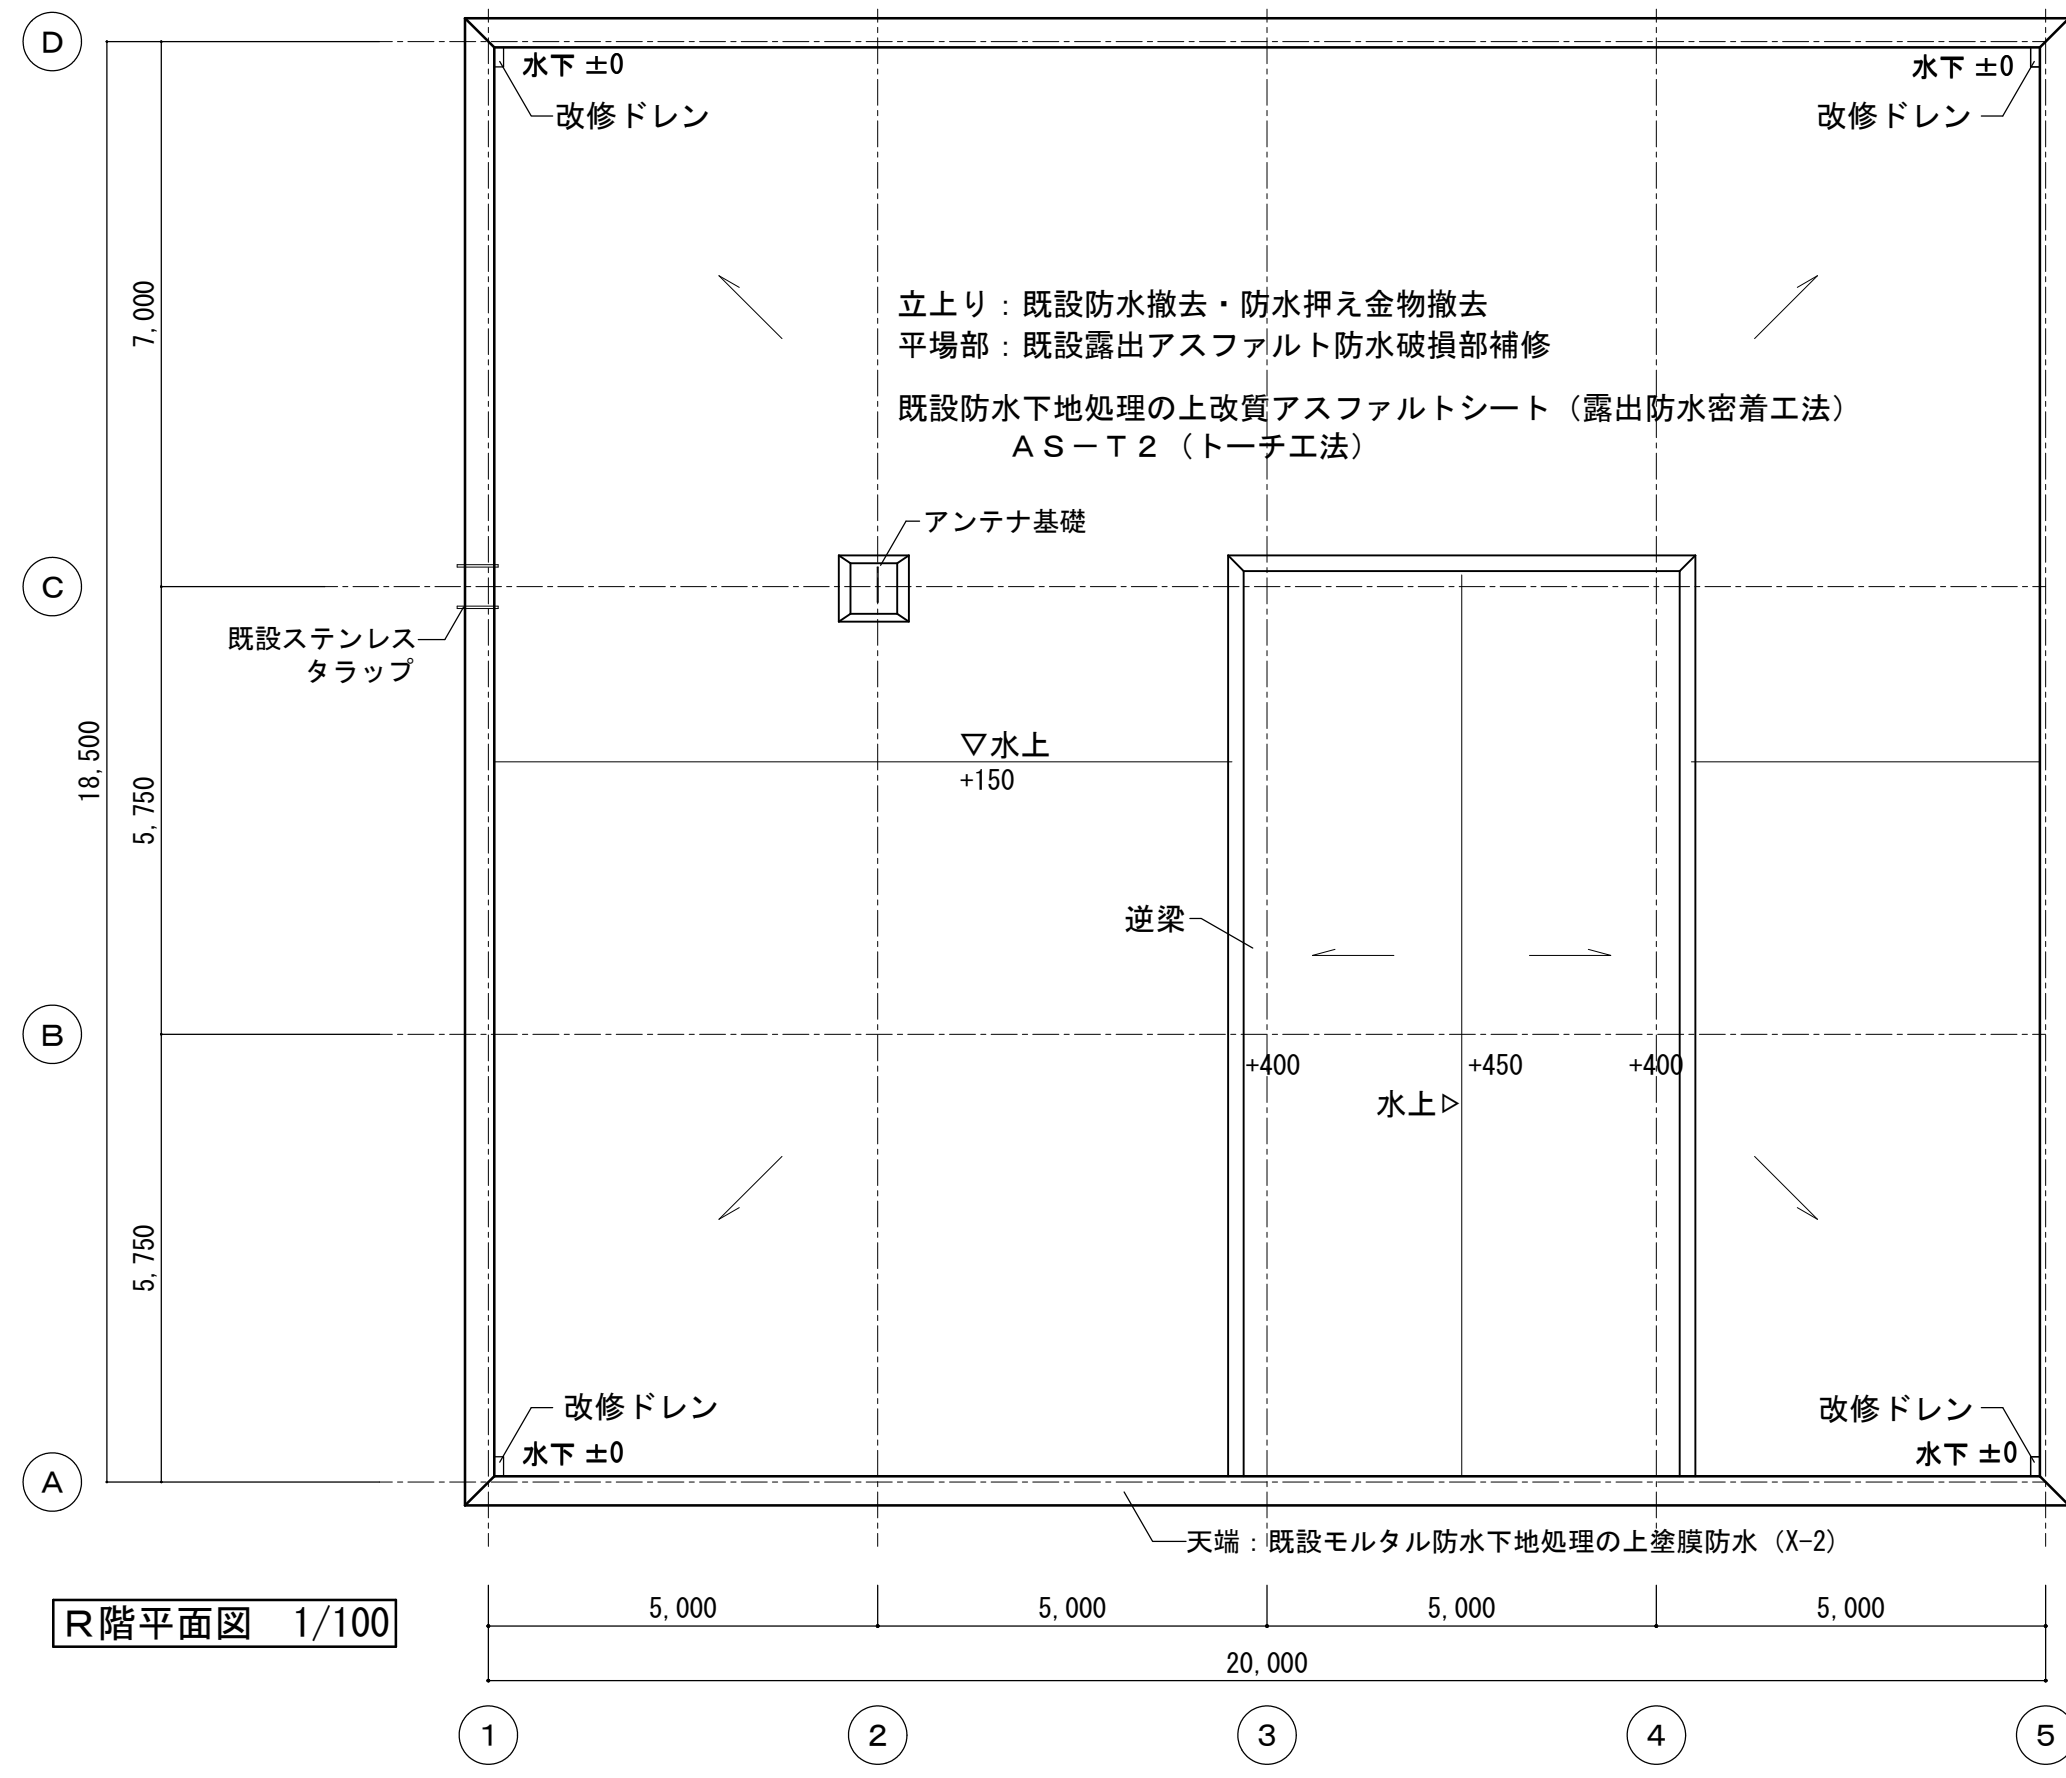 D
水下 ±0
水下 ±0
改修ドレン
改修ドレン
7,000
立上り：既設防水撤去・防水押え金物撤去
平場部：既設露出アスファルト防水破損部補修
既設防水下地処理の上改質アスファルトシート（露出防水密着工法）
ＡＳ－Ｔ２（トーチ工法）
アンテナ基礎
C
既設ステンレス
タラップ
18,500
▽水上
+150
5,750
逆梁
B
+400
+450
+400
水上▷
5,750
改修ドレン
改修ドレン
水下 ±0
水下 ±0
A
天端：既設モルタル防水下地処理の上塗膜防水（X-2）
R階平面図 1/100
5,000
5,000
5,000
5,000
20,000
1
2
3
4
5